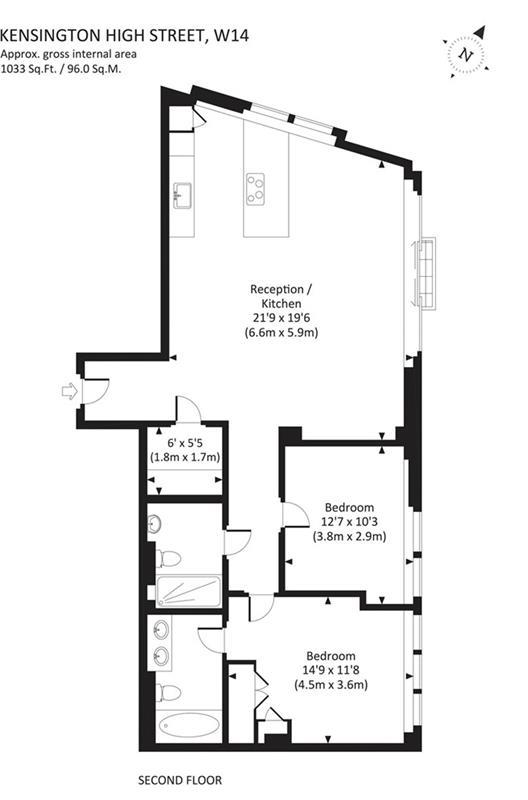 KENSINGTON HIGH STREET, W14
Approx. gross internal area
1033 Sq.Ft. / 96.0 Sq.M.
N
Reception /
Kitchen
21'9 x 19'6
(6.6m x 5.9m)
6' x 5'5
(1.8m x 1.7m)
Bedroom
12'7 x 10'3
(3.8m x 2.9m)
Bedroom
14'9 x 11'8
(4.5m x 3.6m)
SECOND FLOOR